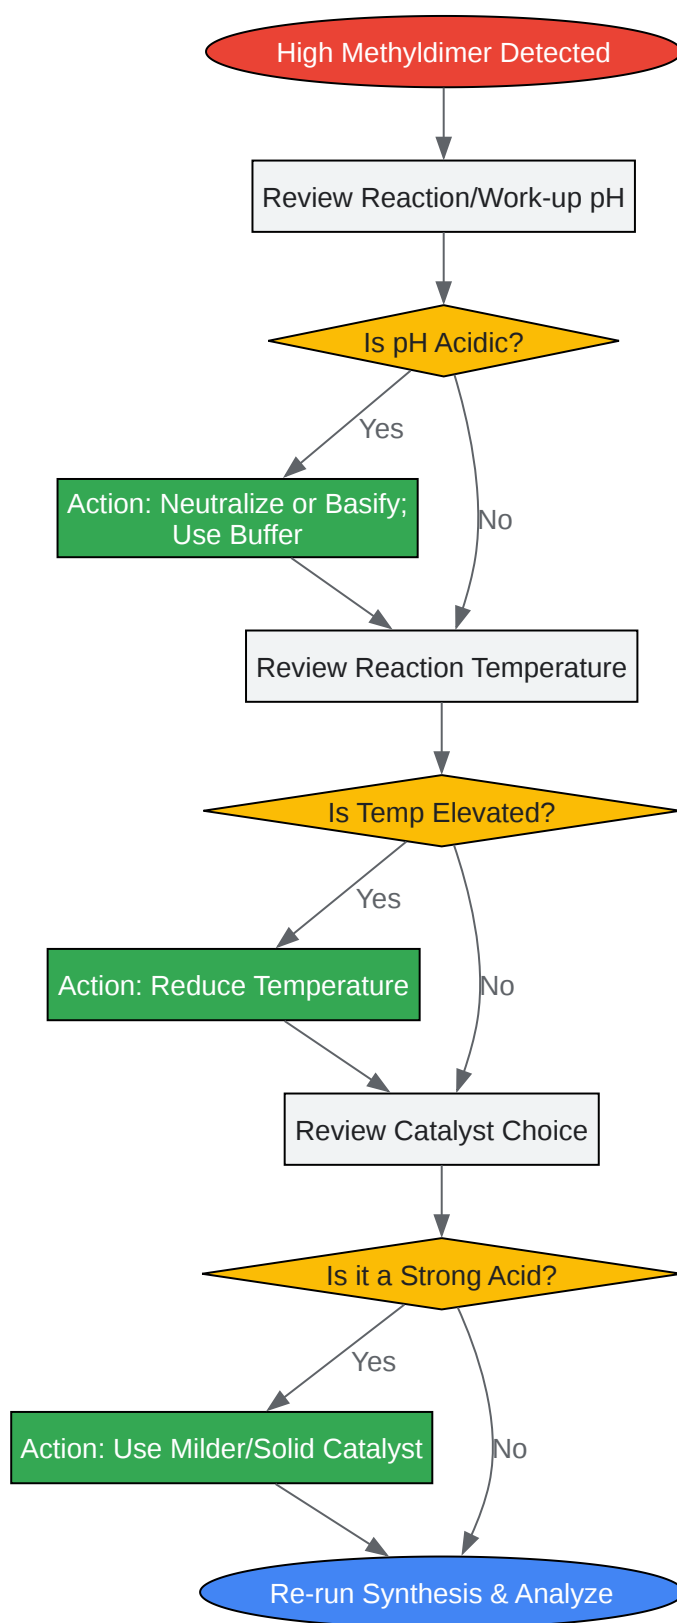 High Methyldimer Detected
Review Reaction/Work-up pH
Is pH Acidic?
Yes
Action: Neutralize or Basify;
Use Buffer
No
Review Reaction Temperature
Is Temp Elevated?
Yes
Action: Reduce Temperature
No
Review Catalyst Choice
Is it a Strong Acid?
Yes
Action: Use Milder/Solid Catalyst
No
Re-run Synthesis & Analyze